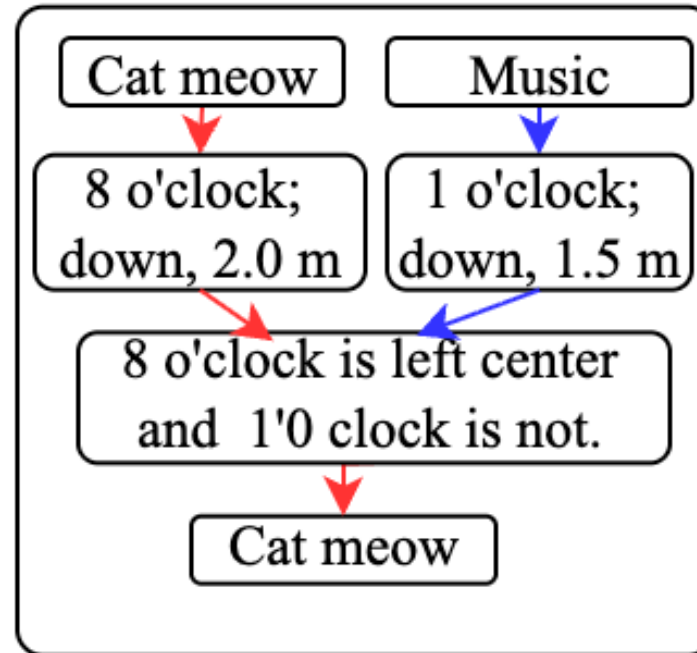 Cat meow
Music
8 o'clock;
down, 2.0 m
1 o'clock;
down, 1.5 m
8 o'clock is left center
and 1'0 clock is not.
Cat meow